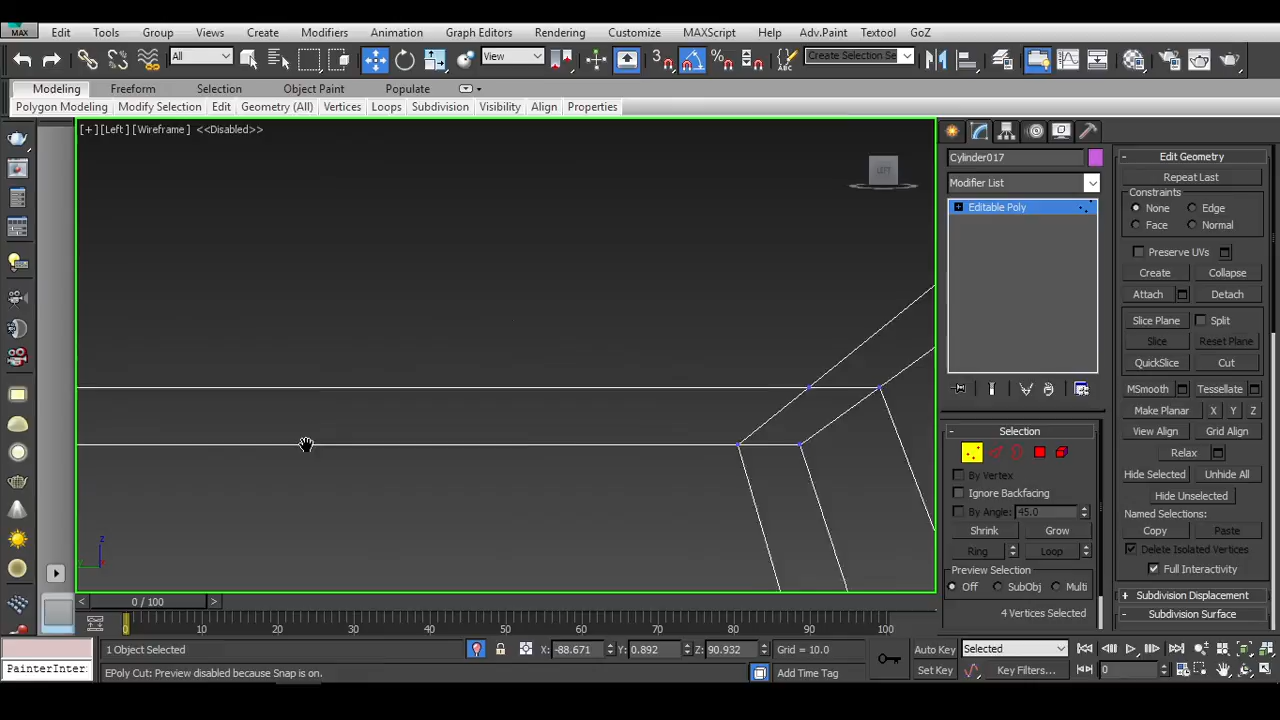 MAX Edit Tools Group Views Create Modifiers Animation Graph Editors Rendering Customize MAXScript Help Adv.Paint Textool GoZ
All View 3 Create Selection Se
Modeling Freeform Selection Object Paint Populate
Polygon Modeling Modify Selection Edit Geometry (All) Vertices Loops Subdivision Visibility Align Properties
[+] [Left] [Wireframe] <<Disabled>>
LEFT
z
Cylinder017
Modifier List
Editable Poly
Selection
By Vertex
Ignore Backfacing
By Angle: 45.0
Shrink Grow
Ring Loop
Preview Selection
Off SubObj Multi
4 Vertices Selected
Edit Geometry
Repeat Last
Constraints
None Edge
Face Normal
Preserve UVs
Create Collapse
Attach Detach
Slice Plane Split
Slice Reset Plane
QuickSlice Cut
MSmooth Tessellate
Make Planar X Y Z
View Align Grid Align
Relax
Hide Selected Unhide All
Hide Unselected
Named Selections:
Copy Paste
Delete Isolated Vertices
Full Interactivity
+ Subdivision Displacement
- Subdivision Surface
< 0 / 100 >
0 10 20 30 40 50 60 70 80 90 100
1 Object Selected X: -88.671 Y: 0.892 Z: 90.932 Grid = 10.0 Auto Key Selected
PainterInter EPoly Cut: Preview disabled because Snap is on. Add Time Tag Set Key Key Filters... 0